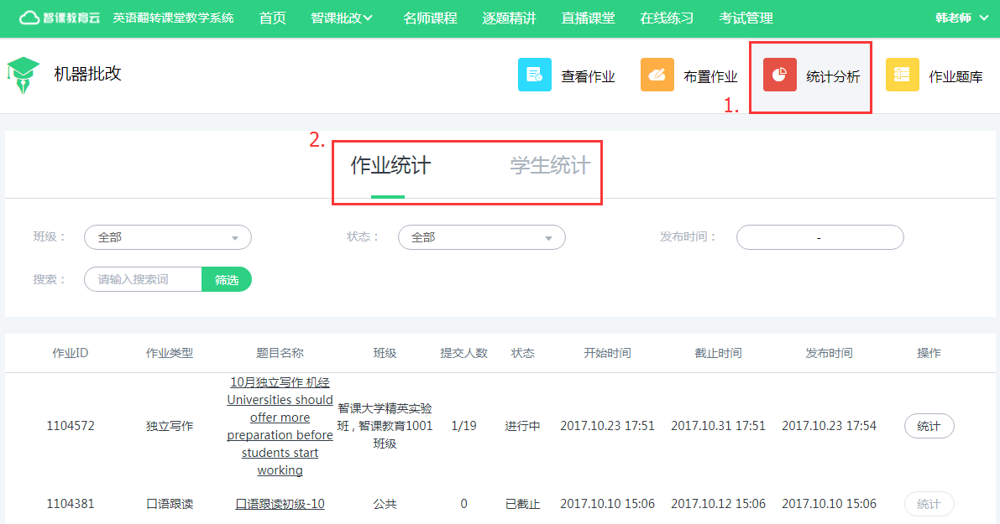 智课教育云 英语翻转课堂教学系统 首页 智课批改 名师课程 逐题精讲 直播课堂 在线练习 考试管理 韩老师
机器批改 查看作业 布置作业 统计分析 作业题库
1.
2.
作业统计 学生统计
班级： 全部 状态： 全部 发布时间： -
搜索： 请输入搜索词 筛选
作业ID 作业类型 题目名称 班级 提交人数 状态 开始时间 截止时间 发布时间 操作
10月独立写作 机经
Universities should
offer more
preparation before
students start
working
智课大学精英实验
班，智课教育1001
班级
1104572 独立写作 1/19 进行中 2017.10.23 17:51 2017.10.31 17:51 2017.10.23 17:54 统计
1104381 口语跟读 口语跟读初级-10 公共 0 已截止 2017.10.10 15:06 2017.10.12 15:06 2017.10.10 15:06 统计